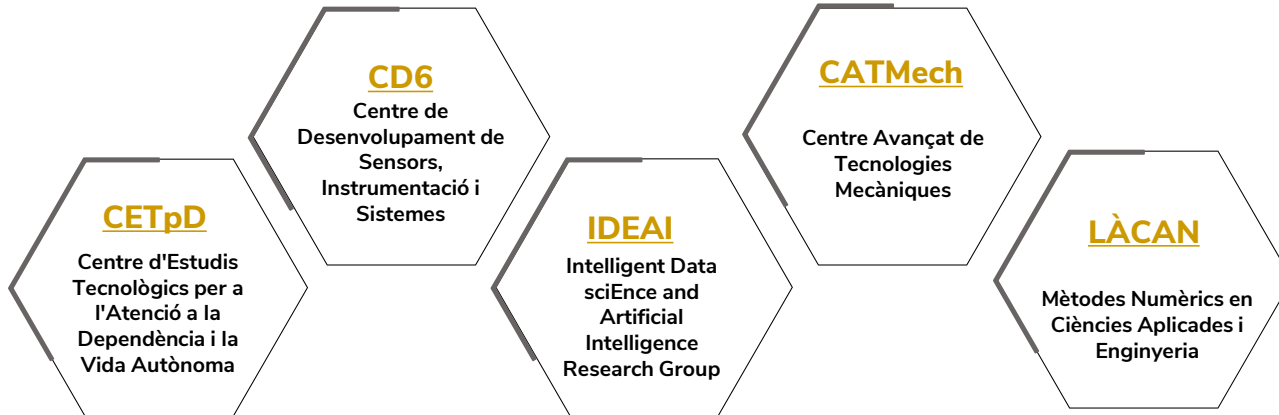 CETpD
Centre d'Estudis
Tecnològics per a
l'Atenció a la
Dependència i la
Vida Autònoma
CD6
Centre de
Desenvolupament de
Sensors,
Instrumentació i
Sistemes
IDEAI
Intelligent Data
sciEnce and
Artificial
Intelligence
Research Group
CATMech
Centre Avançat de
Tecnologies
Mecàniques
LÀCAN
Mètodes Numèrics en
Ciències Aplicades i
Enginyeria